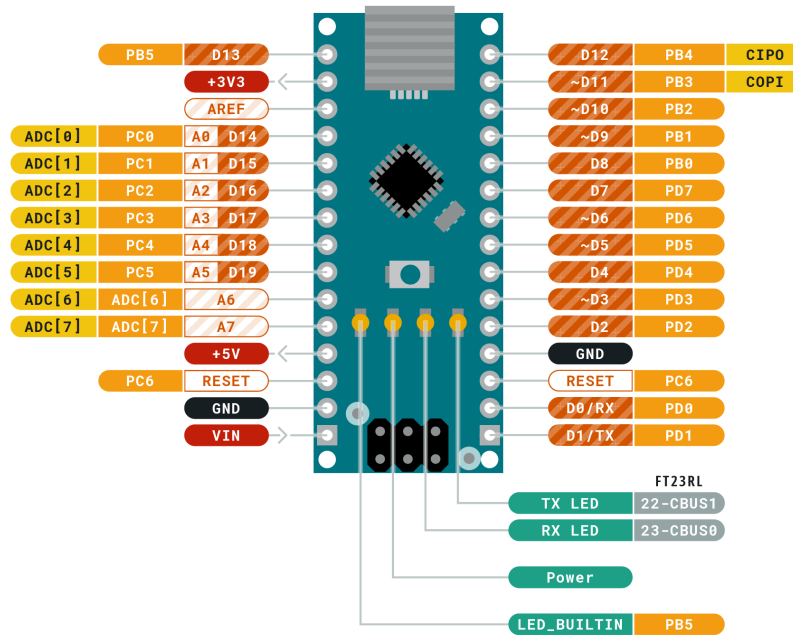 PB5 D13 D12 PB4 CIPO
+3V3 ~D11 PB3 COPI
AREF ~D10 PB2
ADC[0] PC0 A0 D14 ~D9 PB1
ADC[1] PC1 A1 D15 D8 PB0
ADC[2] PC2 A2 D16 D7 PD7
ADC[3] PC3 A3 D17 ~D6 PD6
ADC[4] PC4 A4 D18 ~D5 PD5
ADC[5] PC5 A5 D19 D4 PD4
ADC[6] ADC[6] A6 ~D3 PD3
ADC[7] ADC[7] A7 D2 PD2
+5V GND
PC6 RESET RESET PC6
GND D0/RX PD0
VIN D1/TX PD1
FT23RL
TX LED 22-CBUS1
RX LED 23-CBUS0
Power
LED_BUILTIN PB5